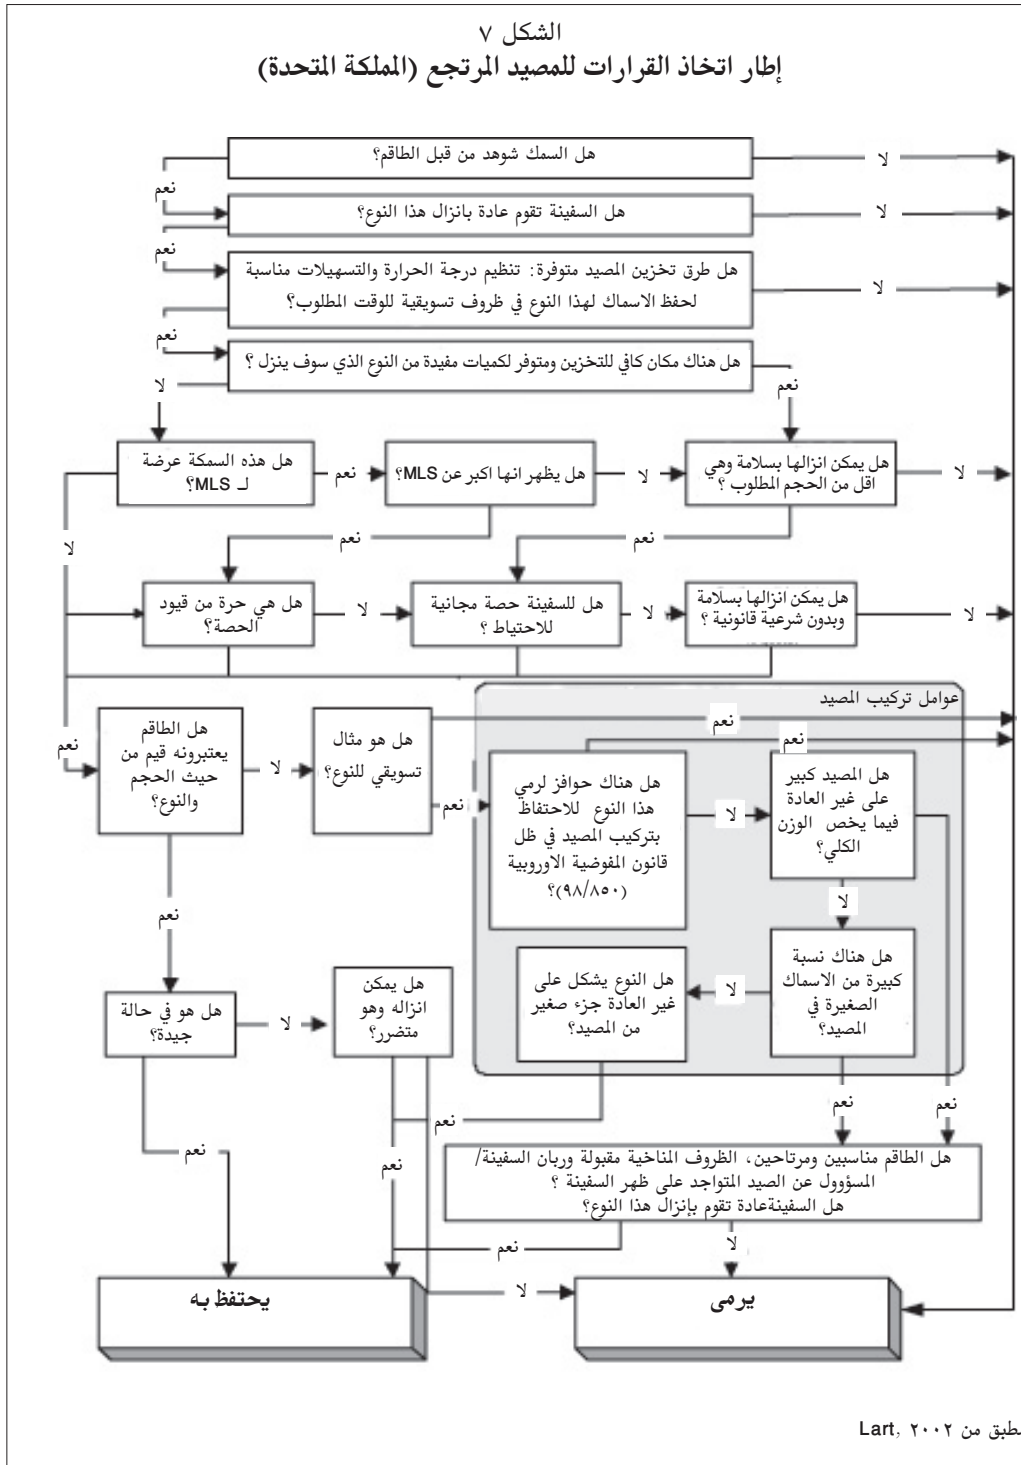 الشكل ٧
إطار اتخاذ القرارات للمصيد المرتجع (المملكة المتحدة)
هل السمك شوهد من قبل الطاقم؟
لا
نعم
هل السفينة تقوم عادة بانزال هذا النوع؟
لا
نعم
هل طرق تخزين المصيد متوفرة: تنظيم درجة الحرارة والتسهيلات مناسبة
لحفظ الاسماك لهذا النوع في ظروف تسويقية للوقت المطلوب؟
لا
نعم
هل هناك مكان كافي للتخزين ومتوفر لكميات مفيدة من النوع الذي سوف ينزل ؟
لا
نعم
هل هذه السمكة عرضة
لـ MLS؟
نعم
هل يظهر انها اكبر عن MLS؟
لا
هل يمكن انزالها بسلامة وهي
اقل من الحجم المطلوب ؟
لا
لا
نعم
نعم
هل هي حرة من قيود
الحصة؟
لا
هل للسفينة حصة مجانية
للاحتياط ؟
لا
هل يمكن انزالها بسلامة
وبدون شرعية قانونية ؟
لا
عوامل تركيب المصيد
نعم
نعم
نعم
هل الطاقم
يعتبرونه قيم من
حيث الحجم
والنوع؟
لا
هل هو مثال
تسويقي للنوع؟
نعم
هل هناك حوافز لرمي
هذا النوع للاحتفاظ
بتركيب المصيد في ظل
قانون المفوضية الاوروبية
(٩٨/٨٥٠)؟
لا
هل المصيد كبير
على غير العادة
فيما يخص الوزن
الكلي؟
لا
نعم
هل هناك نسبة
كبيرة من الاسماك
الصغيرة في
المصيد؟
لا
هل النوع يشكل على
غير العادة جزء صغير
من المصيد؟
هل هو في حالة
جيدة؟
لا
هل يمكن
انزاله وهو
متضرر؟
نعم
نعم
نعم
نعم
نعم
هل الطاقم مناسبين ومرتاحين، الظروف المناخية مقبولة وربان السفينة/
المسؤوول عن الصيد المتواجد على ظهر السفينة ؟
هل السفينةعادة تقوم بإنزال هذا النوع؟
نعم
لا
يحتفظ به
لا
يرمى
مطبق من Lart, ٢٠٠٢